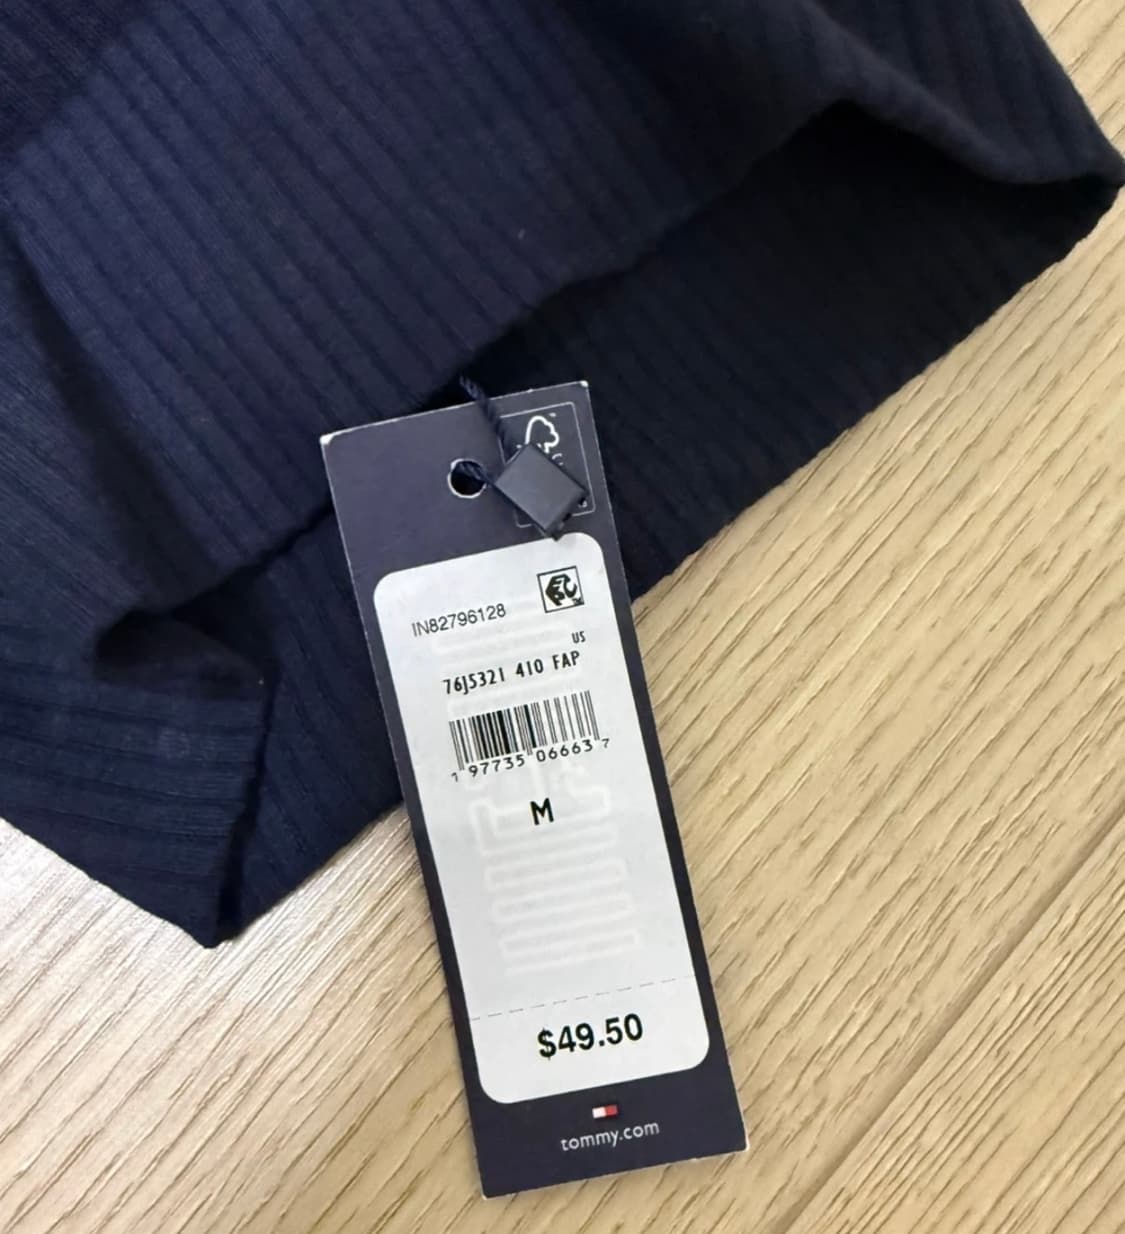 IN82796128
US
76J5321 410 FAP
1 97735 06663 7
M
$49.50
tommy.com